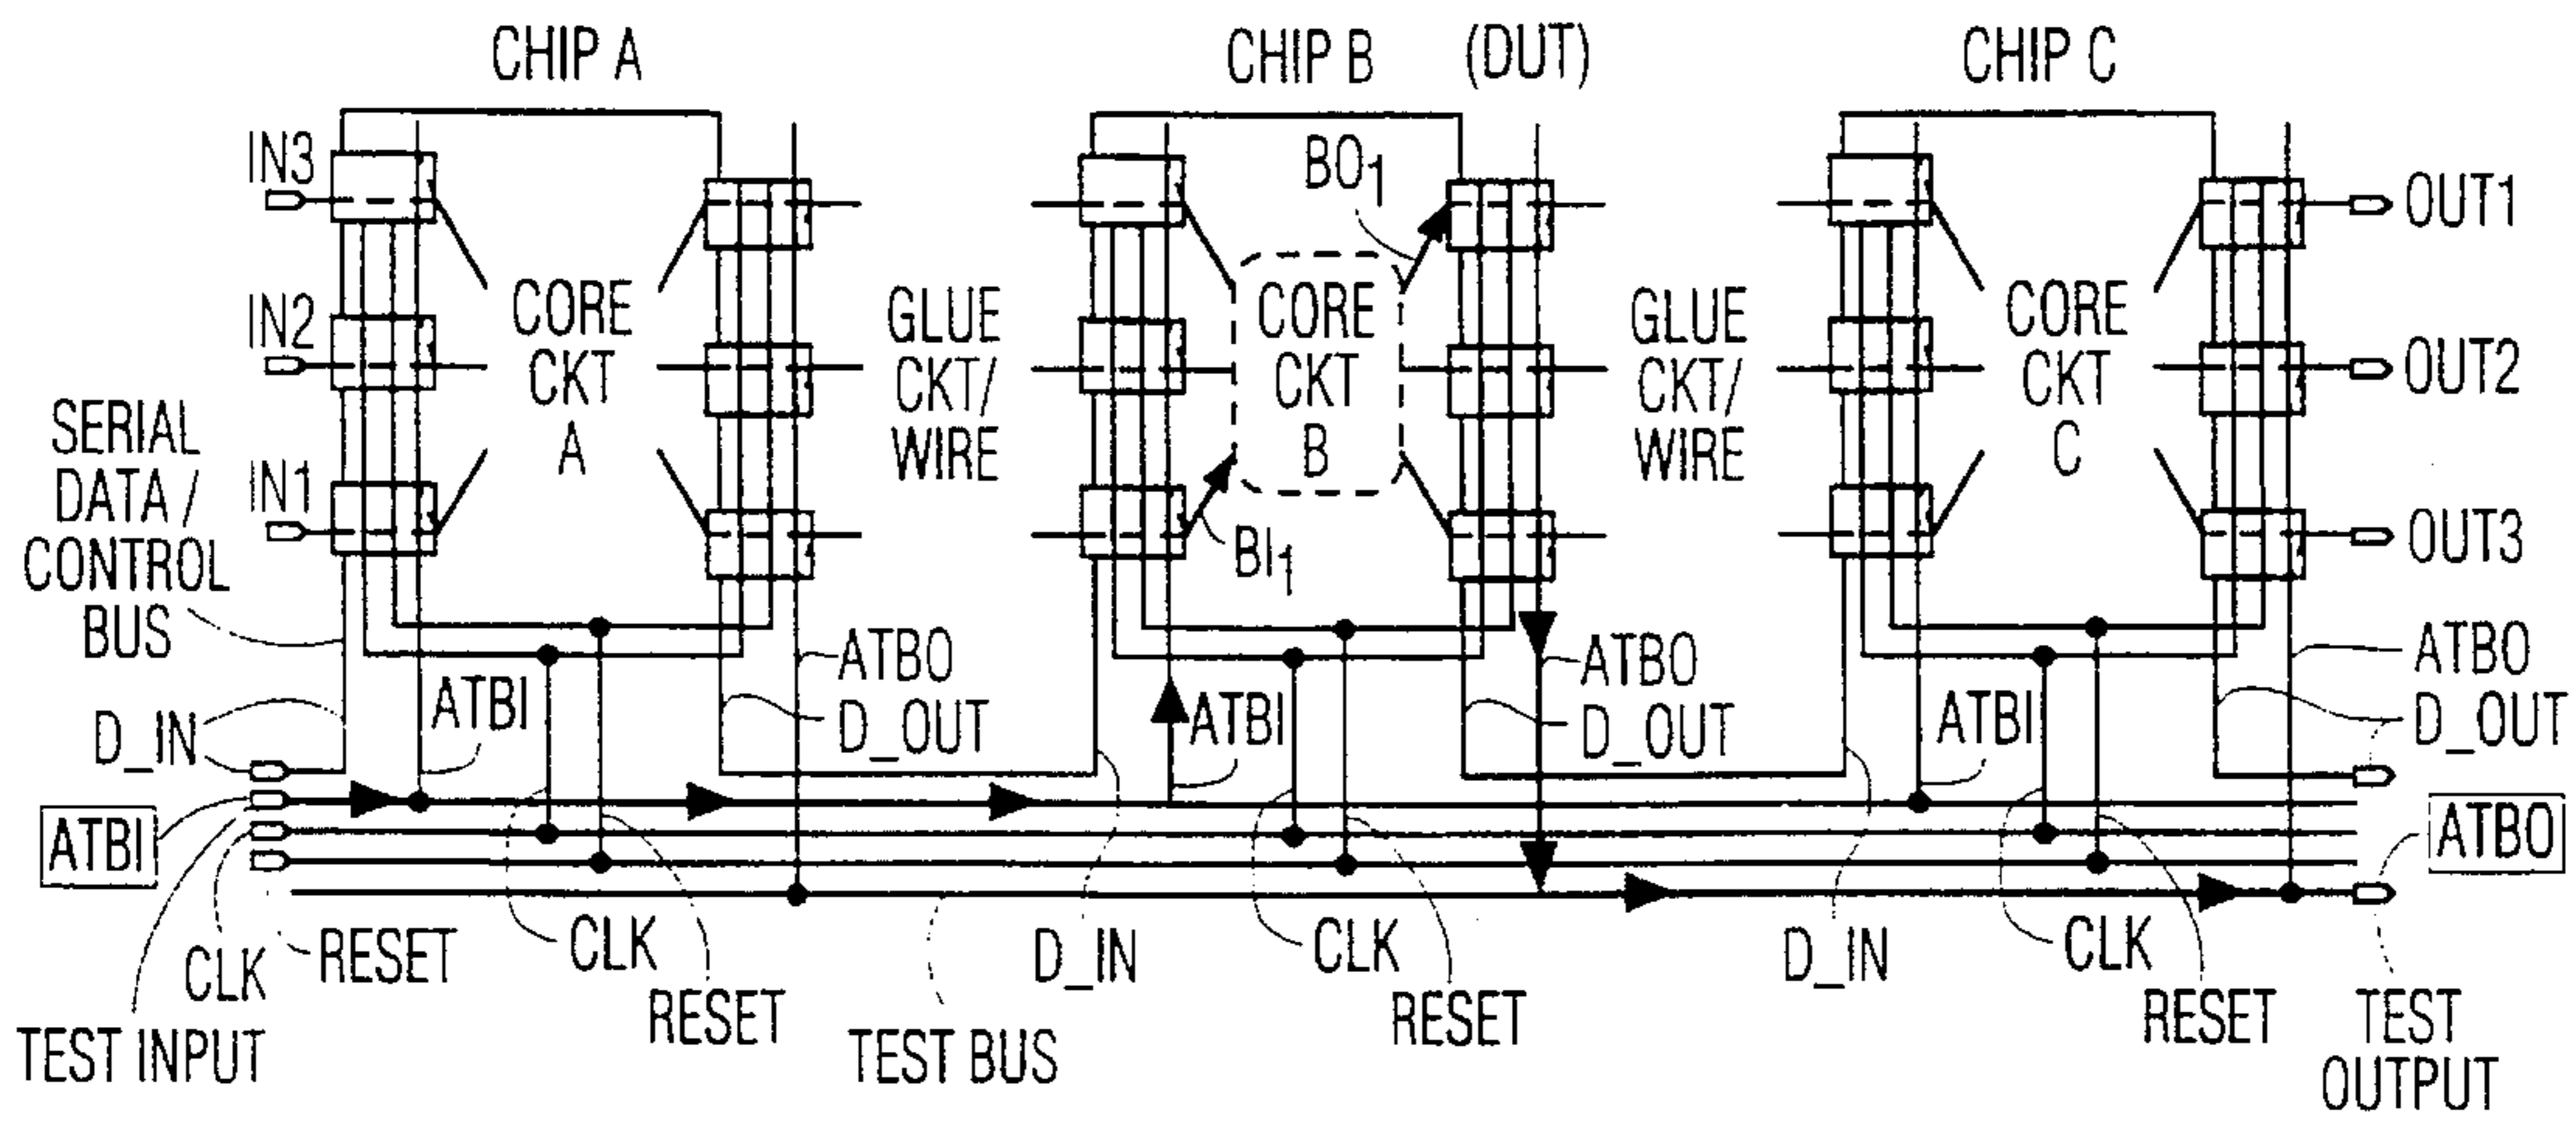 CHIP A
CHIP B (DUT)
CHIP C
IN3
IN2
IN1
CORE
CKT
A
GLUE
CKT/
WIRE
BO1
CORE
CKT
B
BI1
GLUE
CKT/
WIRE
CORE
CKT
C
OUT1
OUT2
OUT3
SERIAL
DATA /
CONTROL
BUS
D_IN
ATBI
ATBO
D_OUT
ATBI
ATBO
D_OUT
ATBI
ATBO
D_OUT
ATBI
ATBO
CLK
RESET
CLK
RESET
D_IN
CLK
RESET
D_IN
CLK
RESET
TEST INPUT
TEST BUS
TEST
OUTPUT